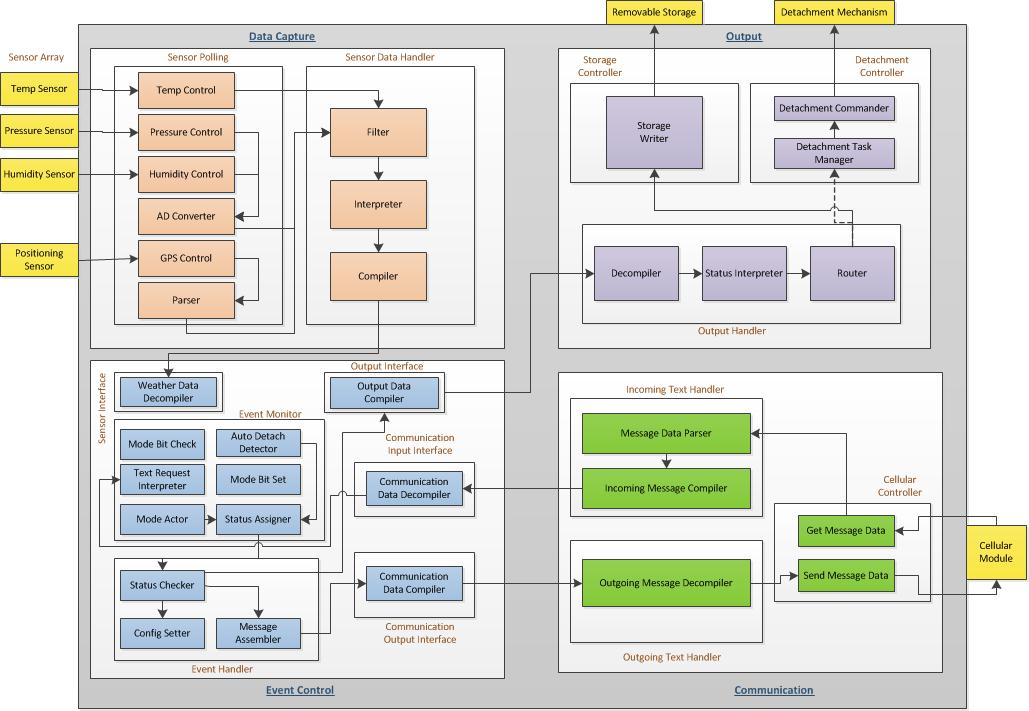 Removable Storage
Detachment Mechanism
Data Capture
Output
Sensor Array
Sensor Polling
Sensor Data Handler
Storage
Controller
Detachment
Controller
Temp Sensor
Temp Control
Pressure Sensor
Pressure Control
Humidity Sensor
Humidity Control
AD Converter
Positioning
Sensor
GPS Control
Parser
Filter
Interpreter
Compiler
Storage
Writer
Detachment Commander
Detachment Task
Manager
Decompiler
Status Interpreter
Router
Output Handler
Sensor Interface
Weather Data
Decompiler
Output Interface
Output Data
Compiler
Event Monitor
Mode Bit Check
Auto Detach
Detector
Text Request
Interpreter
Mode Bit Set
Mode Actor
Status Assigner
Communication
Input Interface
Communication
Data Decompiler
Status Checker
Config Setter
Message
Assembler
Event Handler
Communication
Data Compiler
Communication
Output Interface
Event Control
Incoming Text Handler
Message Data Parser
Incoming Message Compiler
Cellular
Controller
Get Message Data
Send Message Data
Cellular
Module
Outgoing Message Decompiler
Outgoing Text Handler
Communication